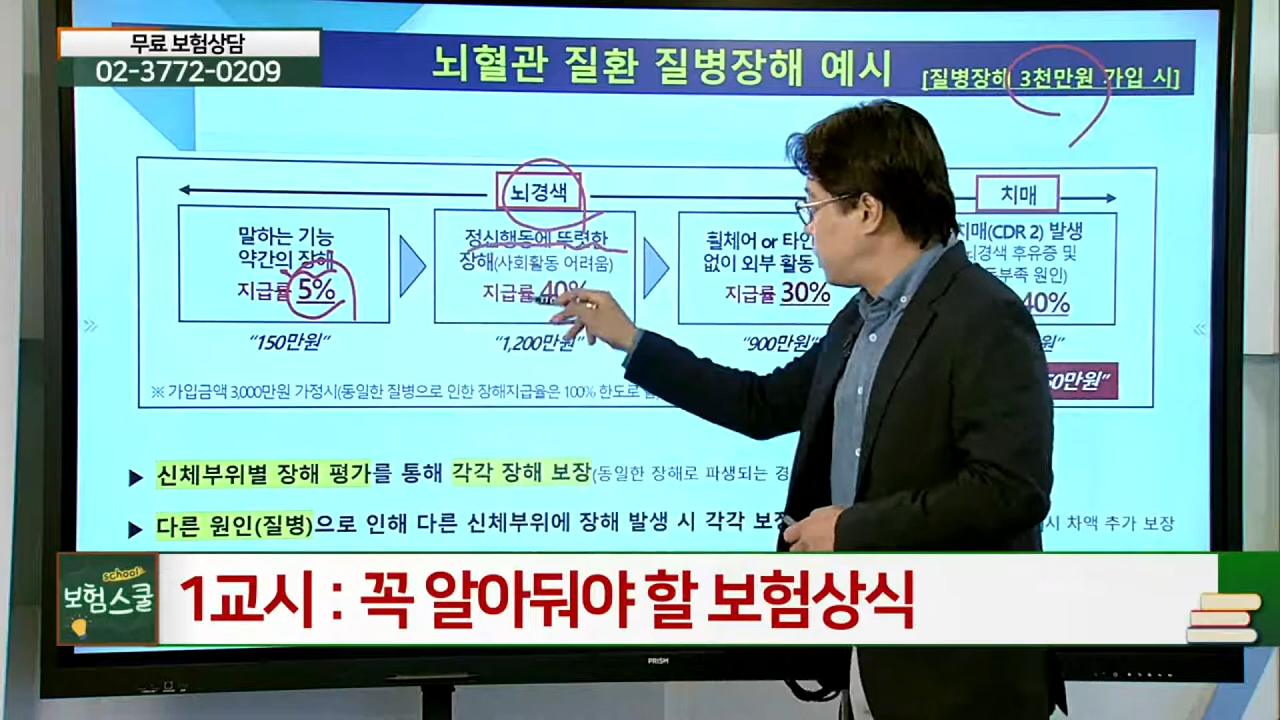 무료 보험상담
02-3772-0209
뇌혈관 질환 질병장해 예시
[질병장해 3천만원 가입 시]
뇌경색
치매
말하는 기능
약간의 장해
지급률 5%
"150만원"
정신행동에 뚜렷한
장해(사회활동 어려움)
지급률 40%
"1,200만원"
휠체어 or 타인
없이 외부 활동
지급률 30%
"900만원"
치매(CDR 2) 발생
뇌경색 후유증 및
원인)
40%
※ 가입금액 3,000만원 가정시(동일한 질병으로 인한 장해지급율은 100% 한도로
▶ 신체부위별 장해 평가를 통해 각각 장해 보장(동일한 장해로 파생되는
▶ 다른 원인(질병)으로 인해 다른 신체부위에 장해 발생 시 각각 시 차액 추가 보장
school
보험스쿨
1교시 : 꼭 알아둬야 할 보험상식
PRISM